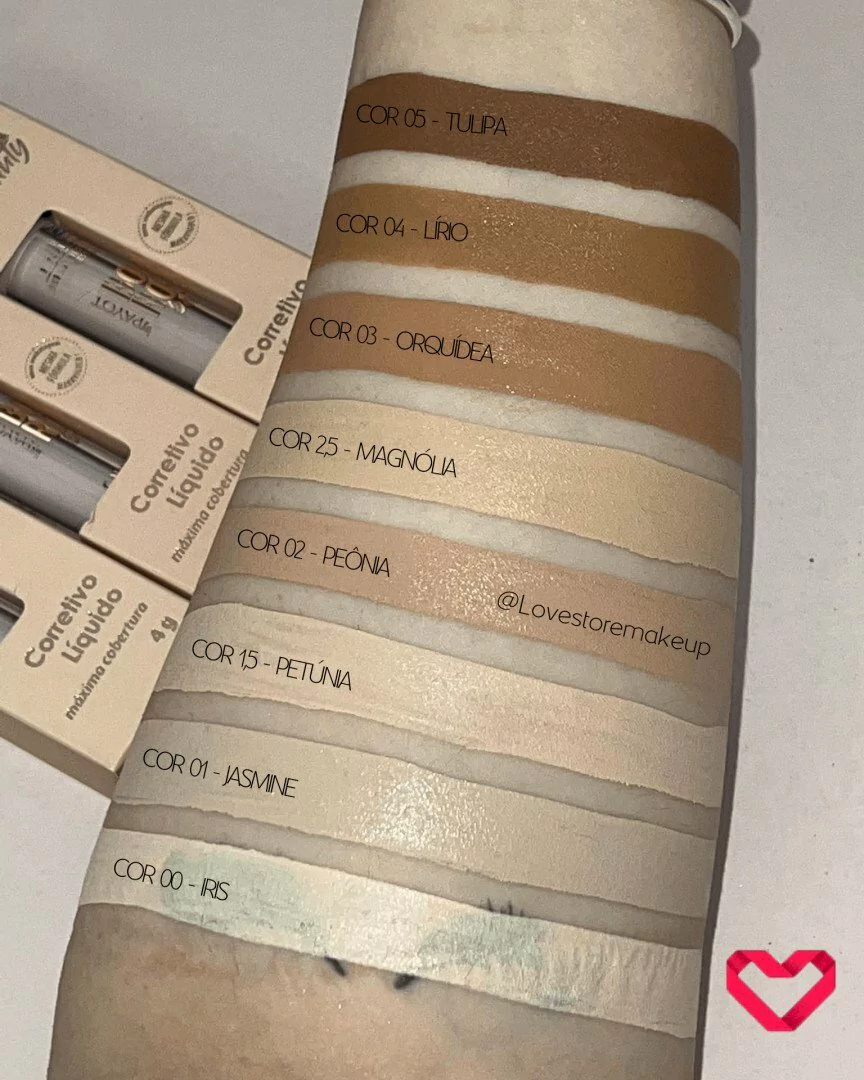 COR 05 - TULIPA
COR 04 - LÍRIO
COR 03 - ORQUÍDEA
COR 2,5 - MAGNÓLIA
COR 02 - PEÔNIA
@Lovestoremakeup
COR 1,5 - PETÚNIA
COR 01 - JASMINE
COR 00 - IRIS
PAYOT
Corretivo
Corretivo
Líquido
máxima cobertura
Corretivo
Líquido
máxima cobertura
4 g